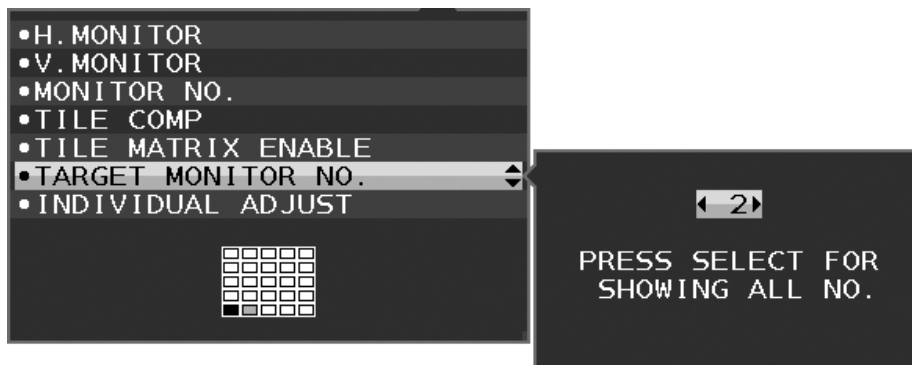 •H.MONITOR
•V.MONITOR
•MONITOR NO.
•TILE COMP
•TILE MATRIX ENABLE
•TARGET MONITOR NO.
•INDIVIDUAL ADJUST
2
PRESS SELECT FOR
SHOWING ALL NO.